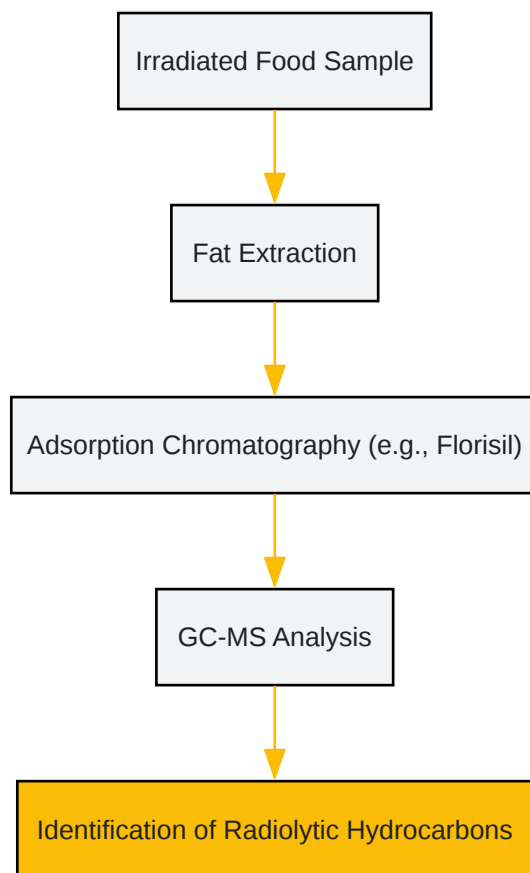 Irradiated Food Sample
Fat Extraction
Adsorption Chromatography (e.g., Florisil)
GC-MS Analysis
Identification of Radiolytic Hydrocarbons